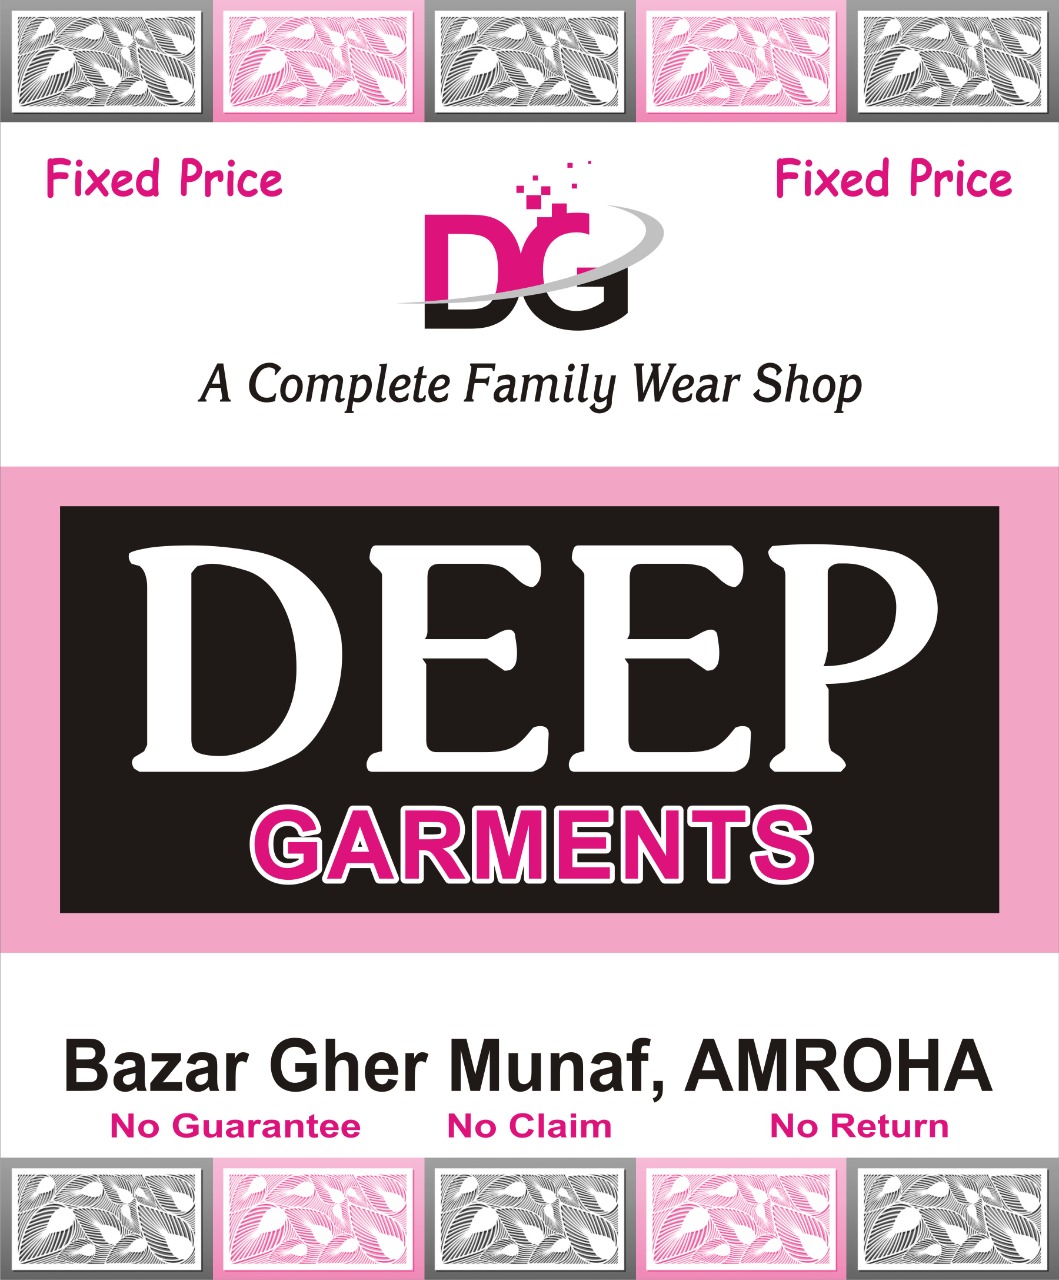 Fixed Price Fixed Price
DG
A Complete Family Wear Shop
DEEP
GARMENTS
Bazar Gher Munaf, AMROHA
No Guarantee No Claim No Return